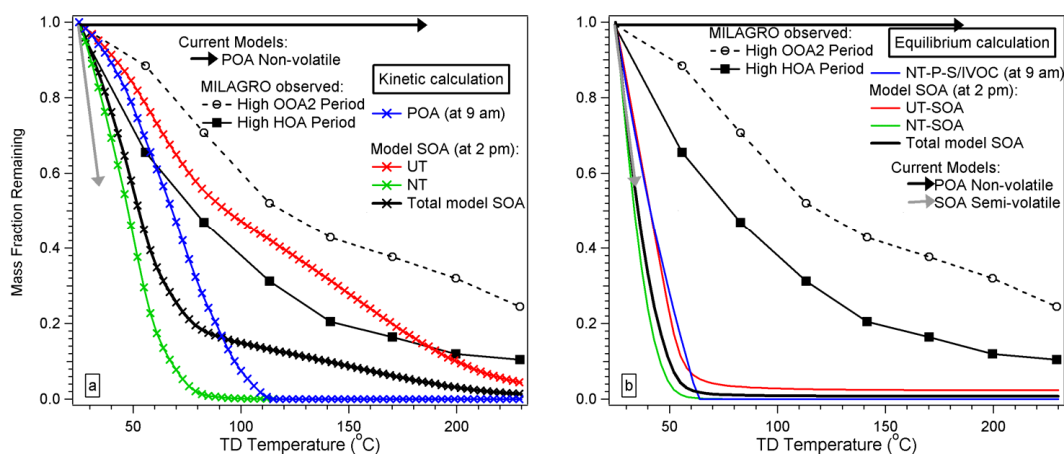 1.0
0.8
0.6
0.4
0.2
0.0
Mass Fraction Remaining
50
100
150
200
TD Temperature (°C)
a
Current Models:
POA Non-volatile
MILAGRO observed:
High OOA2 Period
High HOA Period
Kinetic calculation
POA (at 9 am)
Model SOA (at 2 pm):
UT
NT
Total model SOA
1.0
0.8
0.6
0.4
0.2
0.0
50
100
150
200
TD Temperature (°C)
b
MILAGRO observed:
High OOA2 Period
High HOA Period
Equilibrium calculation
NT-P-S/IVOC (at 9 am)
Model SOA (at 2 pm):
UT-SOA
NT-SOA
Total model SOA
Current Models:
POA Non-volatile
SOA Semi-volatile